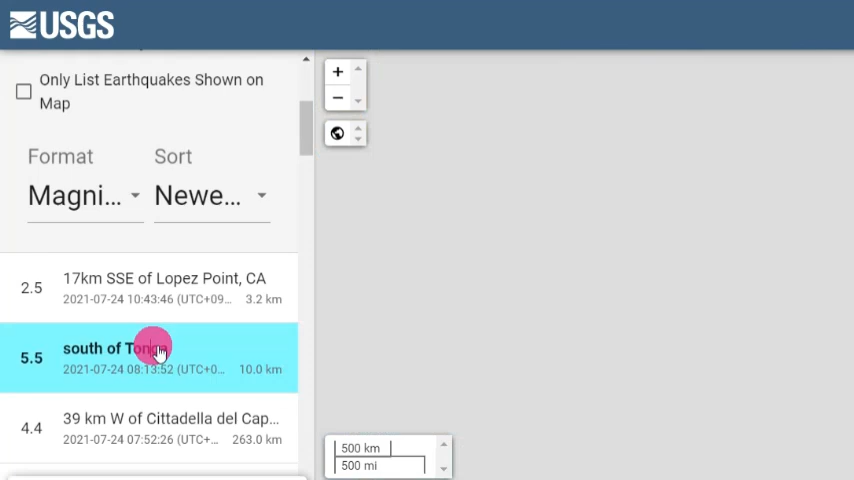 USGS
Only List Earthquakes Shown on
Map
Format
Sort
Magni...
Newe...
2.5
17km SSE of Lopez Point, CA
2021-07-24 10:43:46 (UTC+09...
3.2 km
5.5
south of Tonga
2021-07-24 08:13:52 (UTC+0...
10.0 km
4.4
39 km W of Cittadella del Cap...
2021-07-24 07:52:26 (UTC+...
263.0 km
+
−
500 km
500 mi